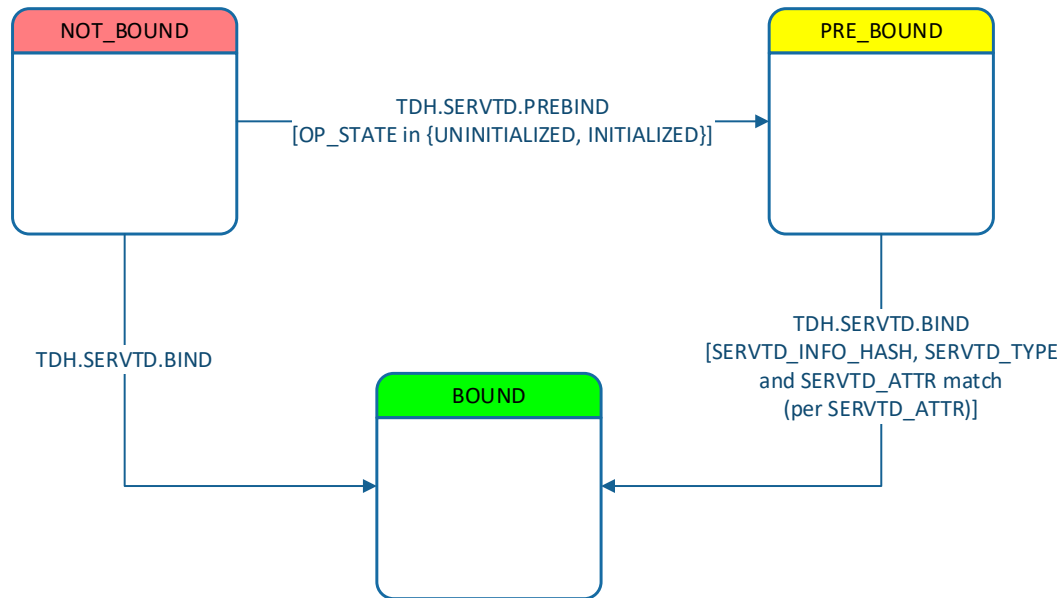 NOT_BOUND
PRE_BOUND
TDH.SERVTD.PREBIND
[OP_STATE in {UNINITIALIZED, INITIALIZED}]
TDH.SERVTD.BIND
TDH.SERVTD.BIND
[SERVTD_INFO_HASH, SERVTD_TYPE
and SERVTD_ATTR match
(per SERVTD_ATTR)]
BOUND